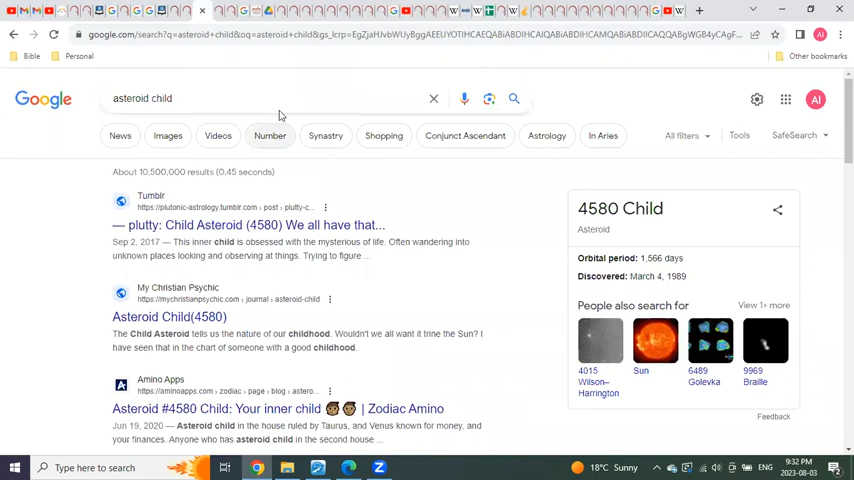 google.com/search?q=asteroid+child&oq=asteroid+child&gs_lcrp=EgZjaHJvbWUyBggAEEUYOTIHCAEQABiABDIHCAIQABiABDIHCAMQABiABDIICAQQABgWGB4yCAgF...
Bible Personal Other bookmarks
Google asteroid child AI
News Images Videos Number Synastry Shopping Conjunct Ascendant Astrology In Aries All filters Tools SafeSearch
About 10,500,000 results (0.45 seconds)
Tumblr
https://plutonic-astrology.tumblr.com › post › plutty-c...
— plutty: Child Asteroid (4580) We all have that...
Sep 2, 2017 — This inner child is obsessed with the mysterious of life. Often wandering into
unknown places looking and observing at things. Trying to figure ...
My Christian Psychic
https://mychristianpsychic.com › journal › asteroid-child
Asteroid Child(4580)
The Child Asteroid tells us the nature of our childhood. Wouldn't we all want it trine the Sun? I
have seen that in the chart of someone with a good childhood.
Amino Apps
https://aminoapps.com › zodiac › page › blog › astero...
Asteroid #4580 Child: Your inner child | Zodiac Amino
Jun 19, 2020 — Asteroid child in the house ruled by Taurus, and Venus known for money, and
your finances. Anyone who has asteroid child in the second house ...
4580 Child
Asteroid
Orbital period: 1,566 days
Discovered: March 4, 1989
People also search for View 1+ more
4015 Wilson–Harrington
Sun
6489 Golevka
9969 Braille
Feedback
Type here to search 18°C Sunny ENG 9:32 PM
2023-08-03
2